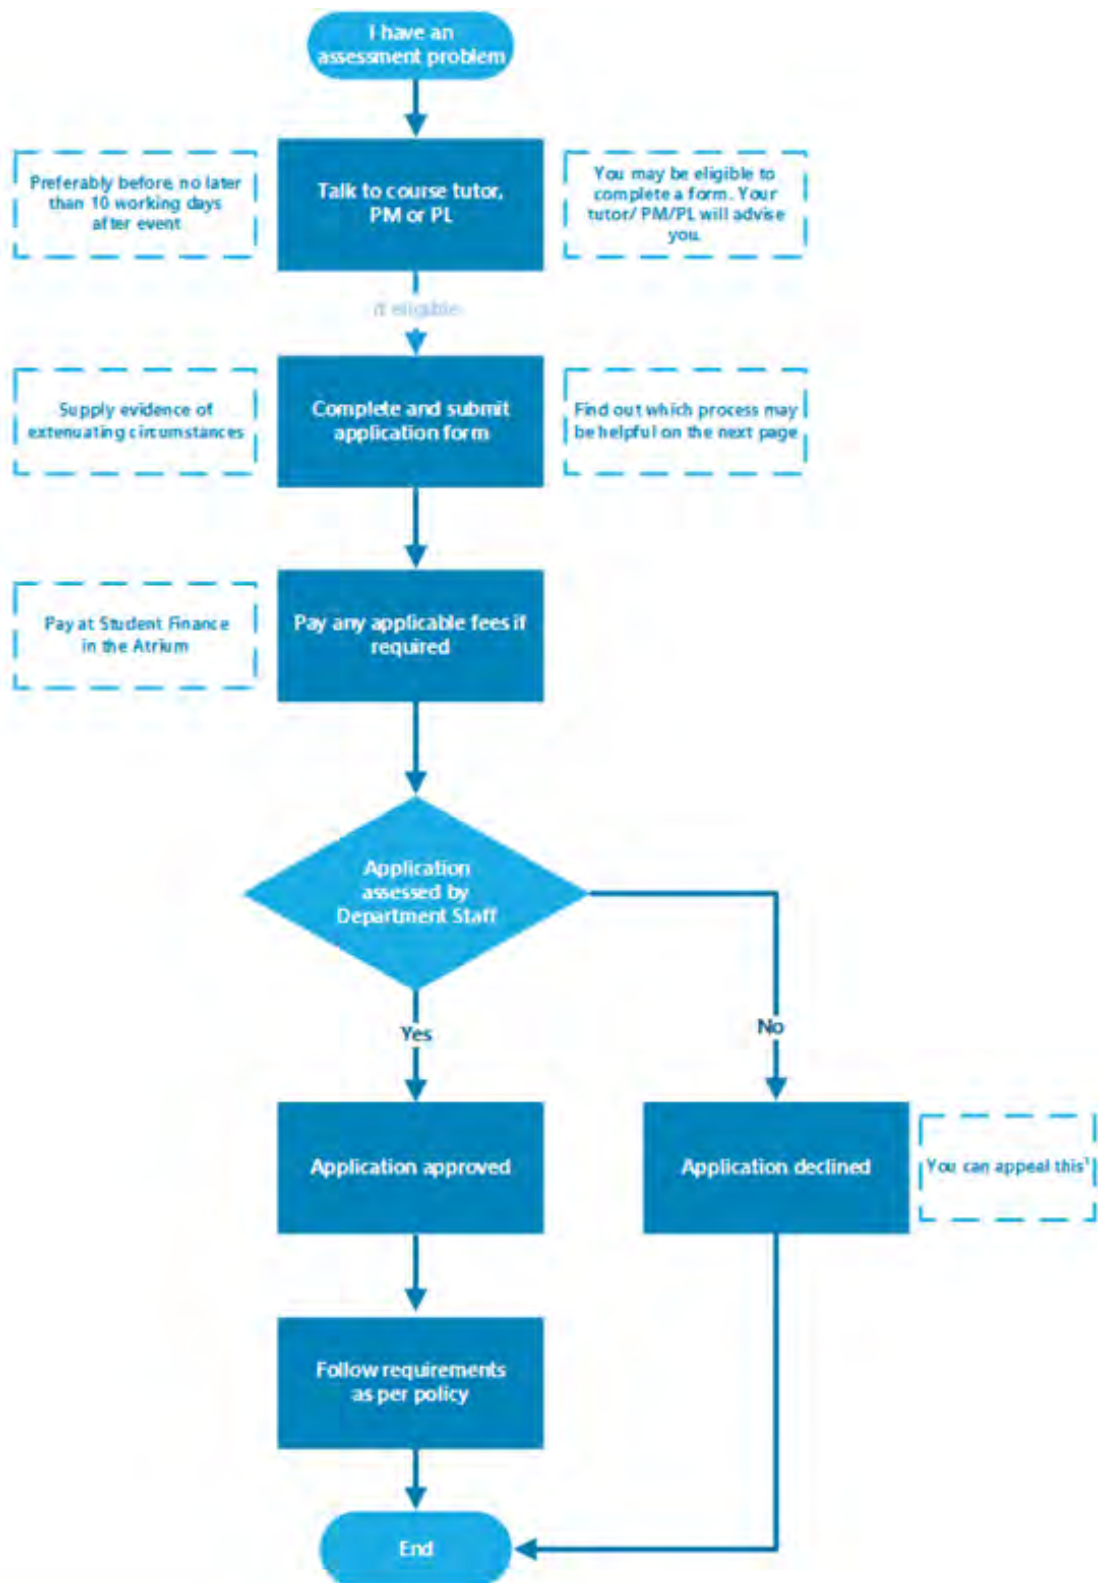 I have an
assessment problem
Preferably before, no later
than 10 working days
after event
Talk to course tutor,
PM or PL
You may be eligible to
complete a form. Your
tutor/ PM/PL will advise
you.
if eligible
Supply evidence of
extenuating circumstances
Complete and submit
application form
Find out which process may
be helpful on the next page
Pay at Student Finance
in the Atrium
Pay any applicable fees if
required
Application
assessed by
Department Staff
Yes
No
Application approved
Application declined
You can appeal this¹
Follow requirements
as per policy
End